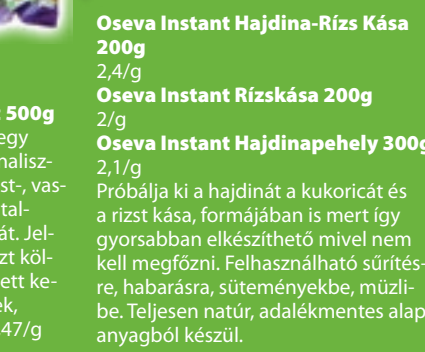 500g
egy
malisz-
st-, vas-
tal-
át. Jel-
zt köl-
ett ke-
ek,
47/g
Oseva Instant Hajdina-Rízs Kása
200g
2,4/g
Oseva Instant Rízskása 200g
2/g
Oseva Instant Hajdinapehely 300g
2,1/g
Próbálja ki a hajdinát a kukoricát és
a rizst kása, formájában is mert így
gyorsabban elkészíthető mivel nem
kell megfőzni. Felhasználható sűrítés-
re, habarásra, süteményekbe, müzli-
be. Teljesen natúr, adalékmentes alap
anyagból készül.